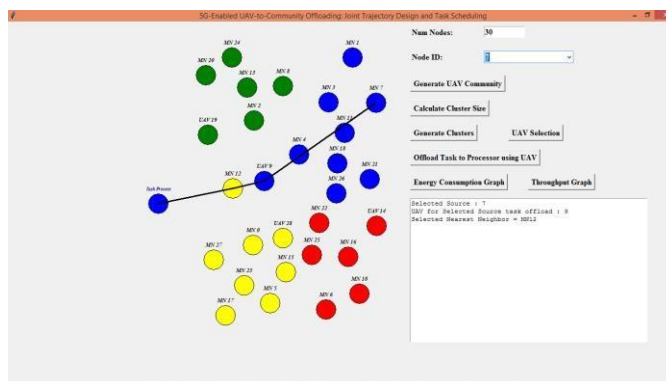 5G-Enabled UAV-to-Community Offloading: Joint Trajectory Design and Task Scheduling
Num Nodes: 30
Node ID:
Generate UAV Community
Calculate Cluster Size
Generate Clusters
UAV Selection
Offload Task to Processor using UAV
Energy Consumption Graph
Throughput Graph
Selected Source : 7
UAV for Selected Source task offload : 9
Selected Nearest Neighbor = MN12
MN 24
MN 1
MN 20
MN 13
MN 8
MN 3
MN 7
MN 2
UAV 19
MN 11
MN 4
MN 18
UAV 9
MN 21
MN 12
MN 26
Task Processor
MN 22
UAV 14
UAV 28
MN 0
MN 27
MN 25
MN 16
MN 15
MN 23
MN 10
MN 5
MN 6
MN 17